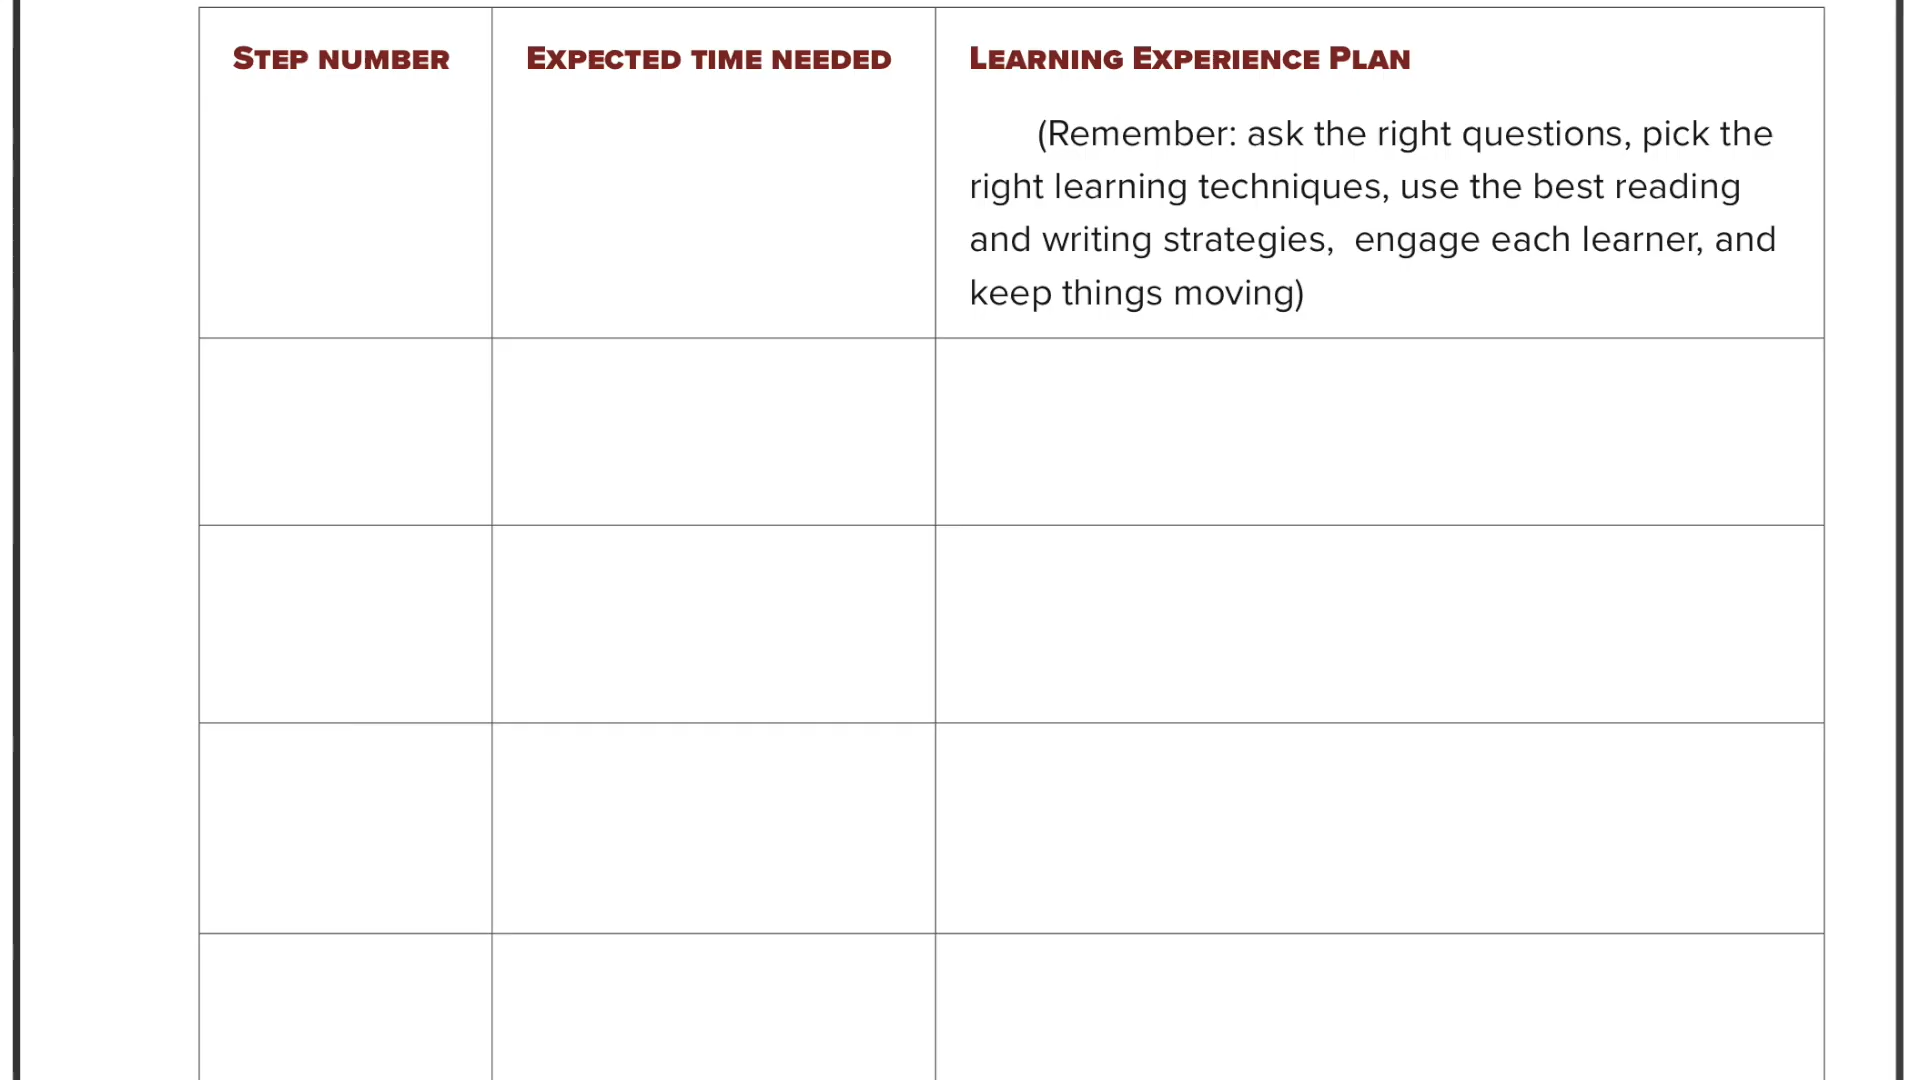 Step number
Expected time needed
Learning Experience Plan
(Remember: ask the right questions, pick the
right learning techniques, use the best reading
and writing strategies,  engage each learner, and
keep things moving)